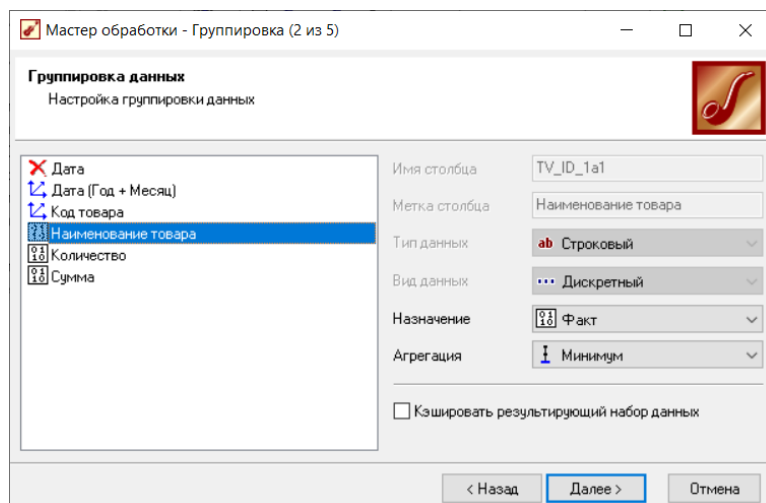 Мастер обработки - Группировка (2 из 5)
Группировка данных
Настройка группировки данных
Дата
Дата (Год + Месяц)
Код товара
Наименование товара
Количество
Сумма
Имя столбца TV_ID_1a1
Метка столбца Наименование товара
Тип данных ab Строковый
Вид данных Дискретный
Назначение Факт
Агрегация Минимум
Кэшировать результирующий набор данных
< Назад Далее > Отмена